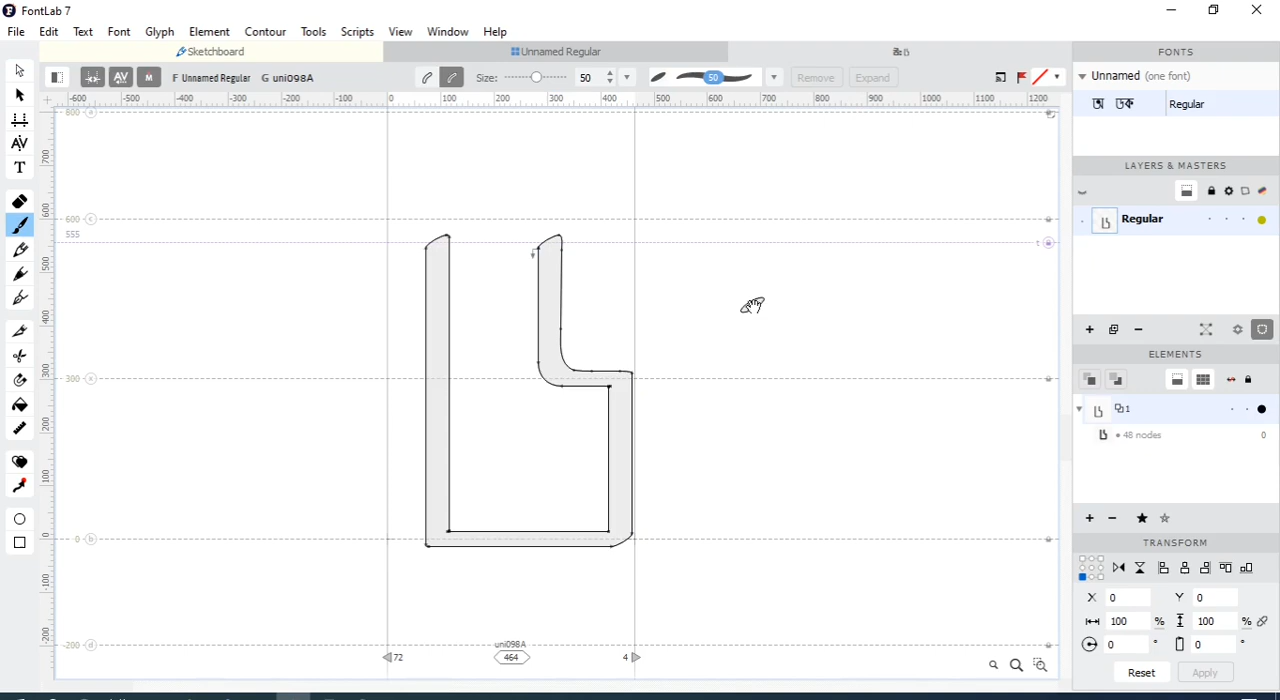 FontLab 7
File Edit Text Font Glyph Element Contour Tools Scripts View Window Help
Sketchboard Unnamed Regular
F Unnamed Regular G uni098A Size: 50 50 Remove Expand
-600 -500 -400 -300 -200 -100 0 100 200 300 400 500 600 700 800 900 1000 1100 1200
800
700
600
600
555
500
400
300
300
200
100
0
0
-100
-200
-200
uni098A
72 464 4
FONTS
Unnamed (one font)
Regular
LAYERS & MASTERS
Regular
ELEMENTS
1
48 nodes 0
TRANSFORM
X 0 Y 0
100 % 100 %
0 ° 0 °
Reset Apply